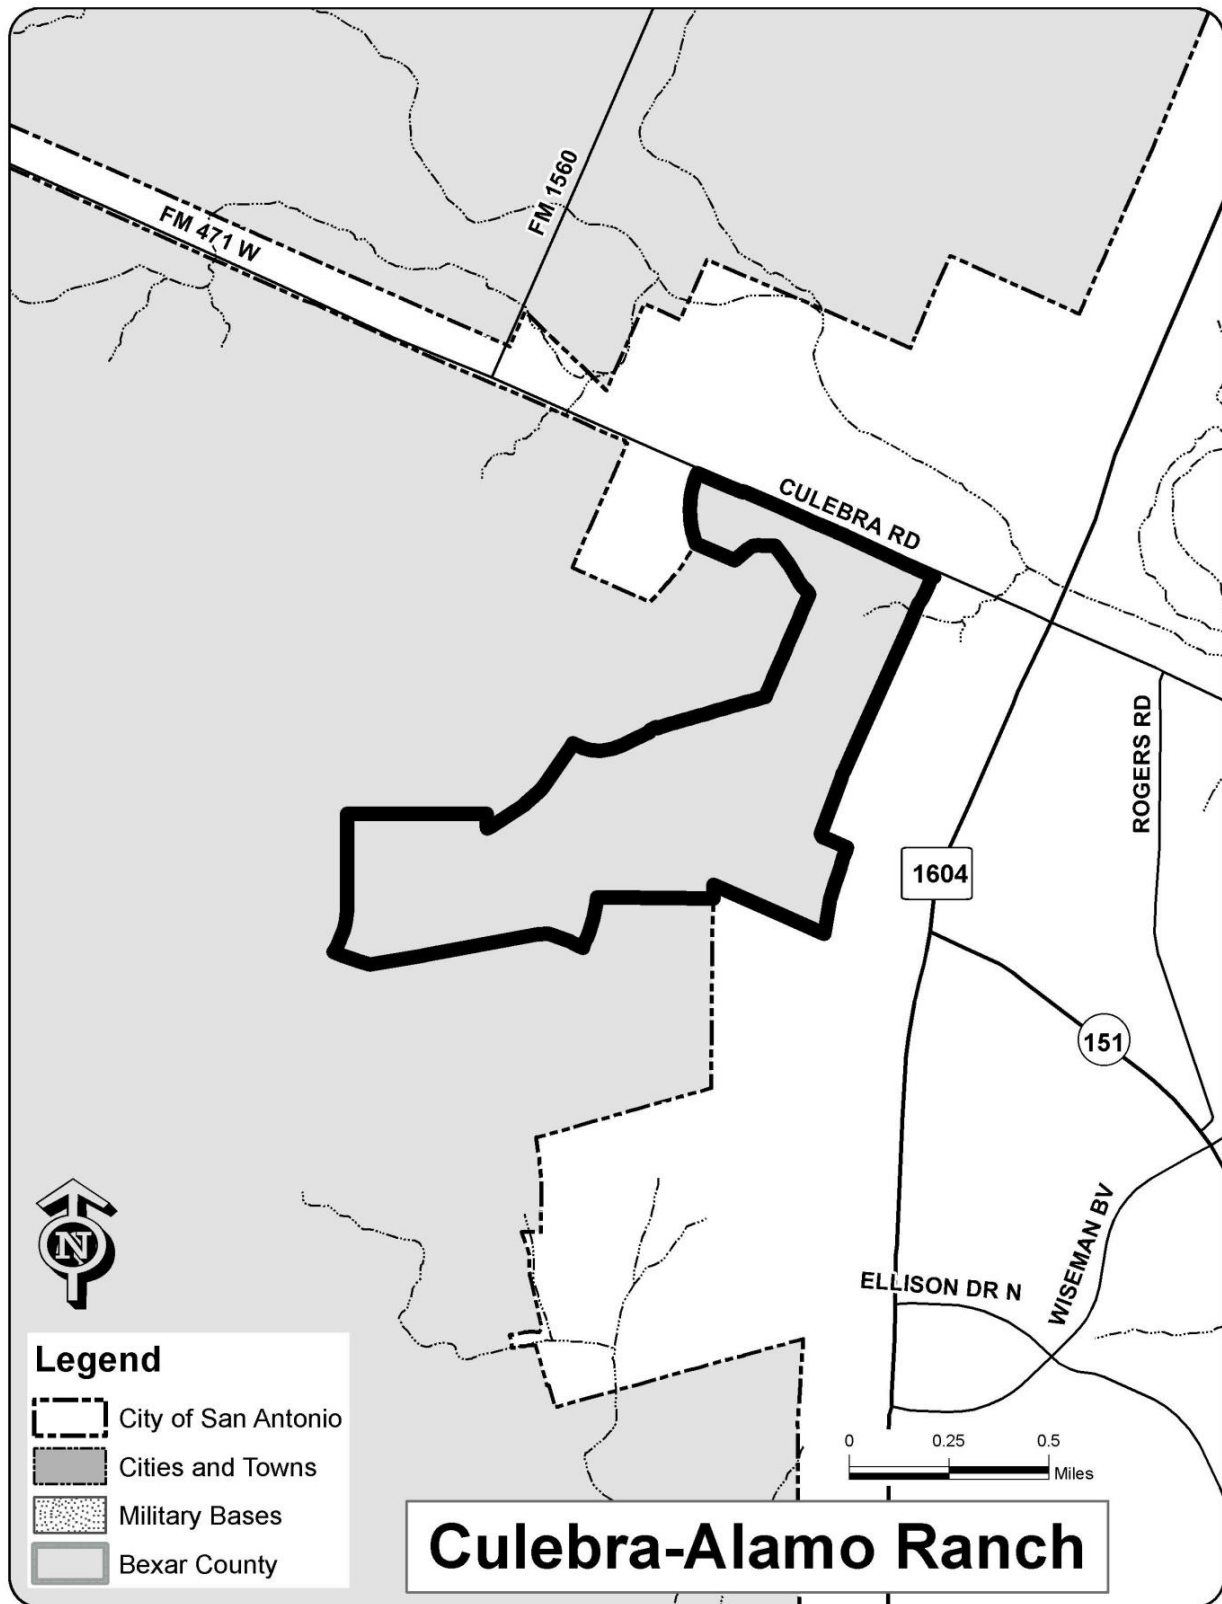 FM 1560
FM 471 W
CULEBRA RD
ROGERS RD
1604
151
WISEMAN BV
ELLISON DR N
N
Legend
City of San Antonio
Cities and Towns
Military Bases
Bexar County
0 0.25 0.5
Miles
Culebra-Alamo Ranch